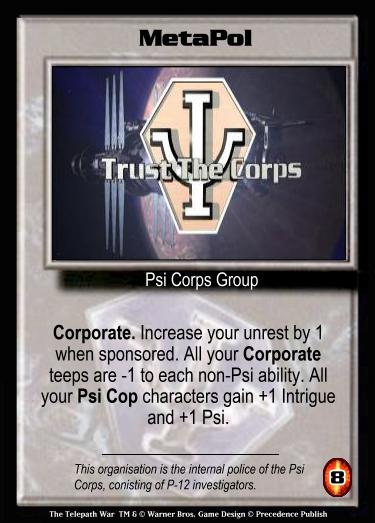 MetaPol
Trust The Corps
Psi Corps Group
Corporate. Increase your unrest by 1
when sponsored. All your Corporate
teeps are -1 to each non-Psi ability. All
your Psi Cop characters gain +1 Intrigue
and +1 Psi.
This organisation is the internal police of the Psi
Corps, consiting of P-12 investigators.
8
The Telepath War TM & © Warner Bros. Game Design © Precedence Publish